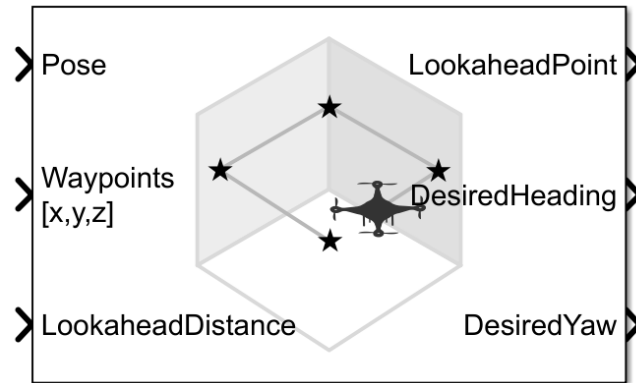 Pose
LookaheadPoint
Waypoints
[x,y,z]
DesiredHeading
LookaheadDistance
DesiredYaw